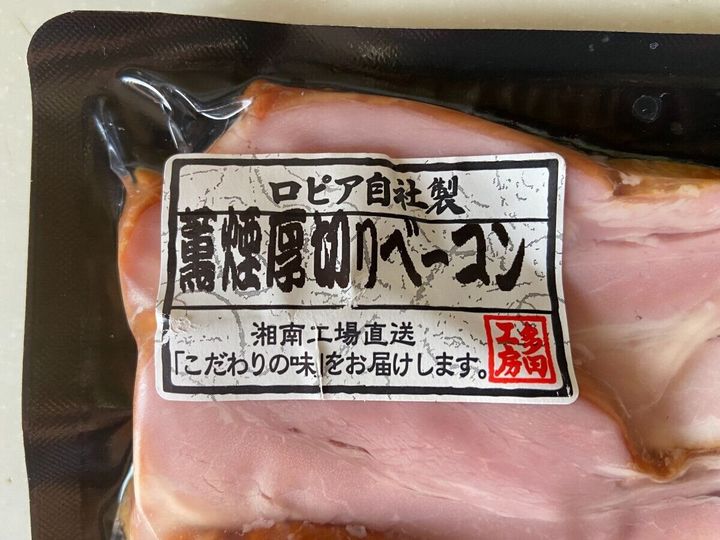 ロピア自社製
薫煙厚切りベーコン
湘南工場直送
「こだわりの味」をお届けします。
多田
工房